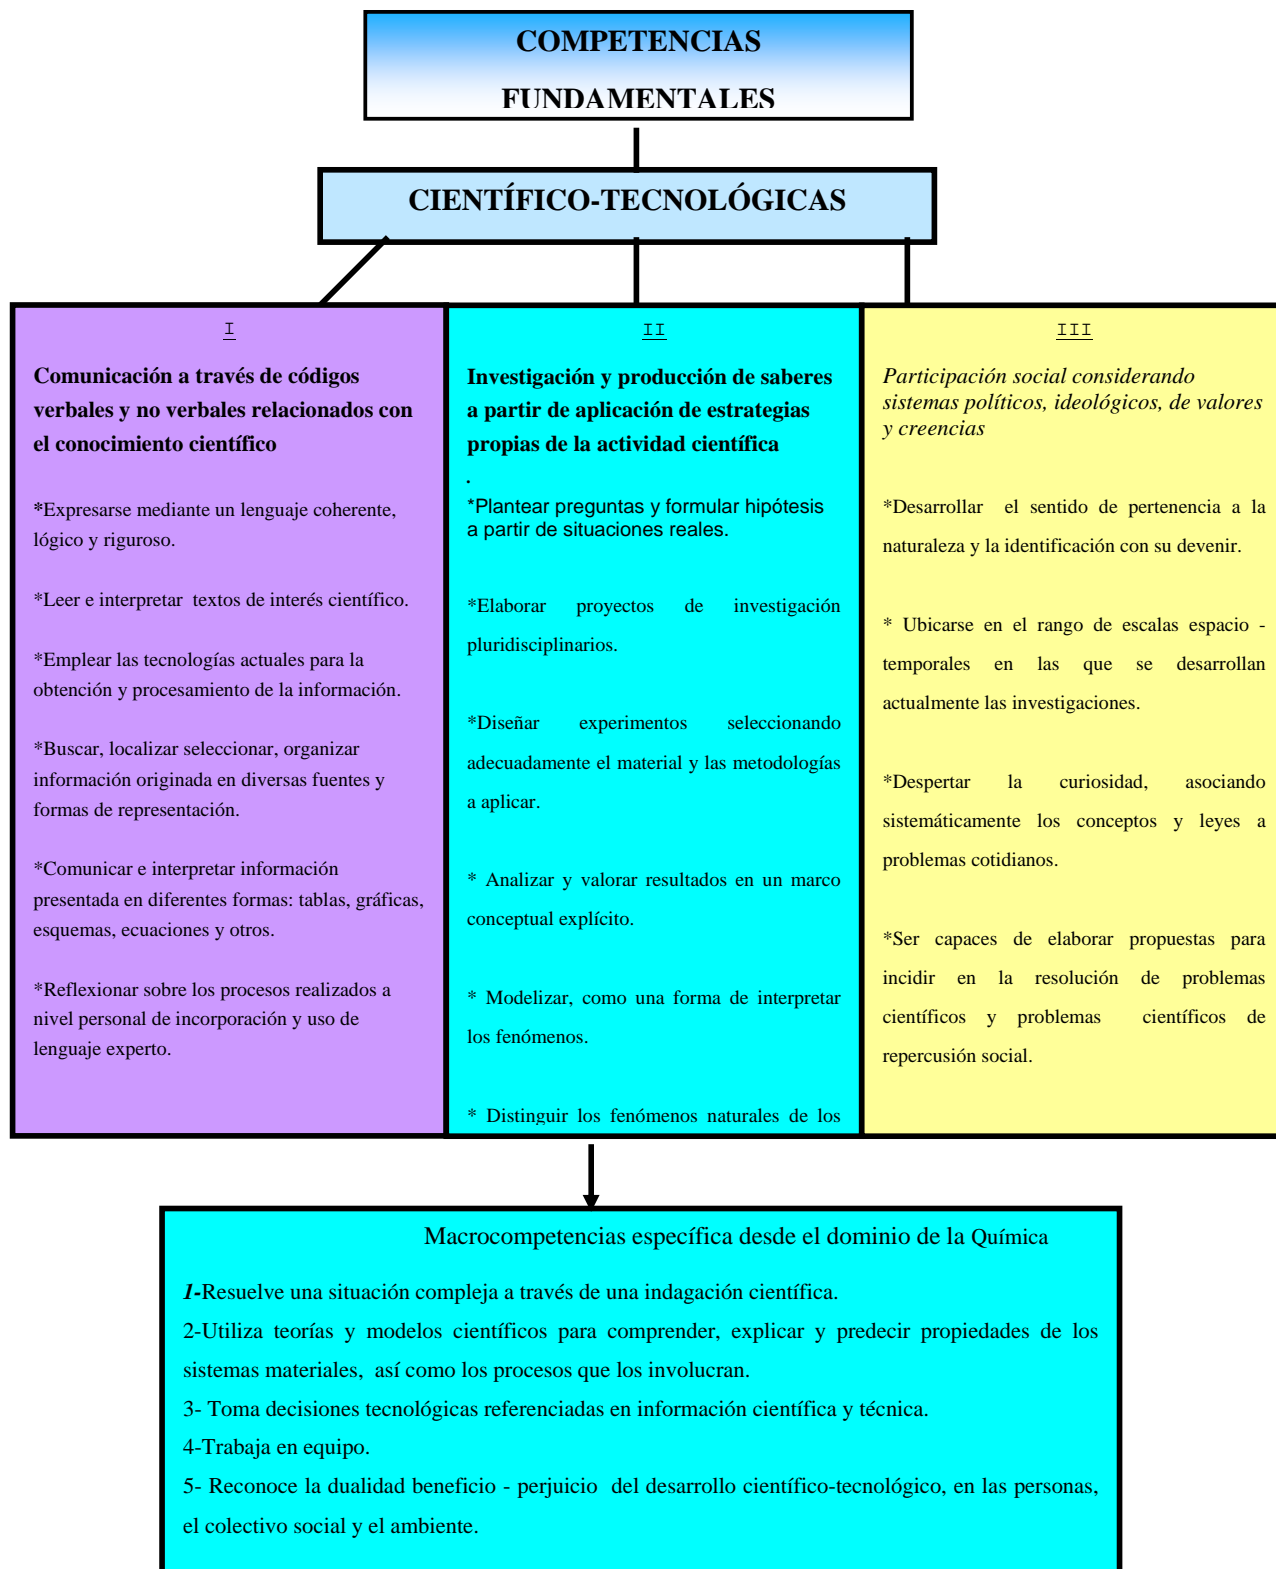 COMPETENCIAS
FUNDAMENTALES
CIENTÍFICO-TECNOLÓGICAS
I
Comunicación a través de códigos
verbales y no verbales relacionados con
el conocimiento científico
*Expresarse mediante un lenguaje coherente,
lógico y riguroso.
*Leer e interpretar textos de interés científico.
*Emplear las tecnologías actuales para la
obtención y procesamiento de la información.
*Buscar, localizar seleccionar, organizar
información originada en diversas fuentes y
formas de representación.
*Comunicar e interpretar información
presentada en diferentes formas: tablas, gráficas,
esquemas, ecuaciones y otros.
*Reflexionar sobre los procesos realizados a
nivel personal de incorporación y uso de
lenguaje experto.
II
Investigación y producción de saberes
a partir de aplicación de estrategias
propias de la actividad científica
.
*Plantear preguntas y formular hipótesis
a partir de situaciones reales.
*Elaborar proyectos de investigación
pluridisciplinarios.
*Diseñar experimentos seleccionando
adecuadamente el material y las metodologías
a aplicar.
* Analizar y valorar resultados en un marco
conceptual explícito.
* Modelizar, como una forma de interpretar
los fenómenos.
* Distinguir los fenómenos naturales de los
III
Participación social considerando
sistemas políticos, ideológicos, de valores
y creencias
*Desarrollar el sentido de pertenencia a la
naturaleza y la identificación con su devenir.
* Ubicarse en el rango de escalas espacio -
temporales en las que se desarrollan
actualmente las investigaciones.
*Despertar la curiosidad, asociando
sistemáticamente los conceptos y leyes a
problemas cotidianos.
*Ser capaces de elaborar propuestas para
incidir en la resolución de problemas
científicos y problemas científicos de
repercusión social.
Macrocompetencias específica desde el dominio de la Química
1-Resuelve una situación compleja a través de una indagación científica.
2-Utiliza teorías y modelos científicos para comprender, explicar y predecir propiedades de los
sistemas materiales, así como los procesos que los involucran.
3- Toma decisiones tecnológicas referenciadas en información científica y técnica.
4-Trabaja en equipo.
5- Reconoce la dualidad beneficio - perjuicio del desarrollo científico-tecnológico, en las personas,
el colectivo social y el ambiente.